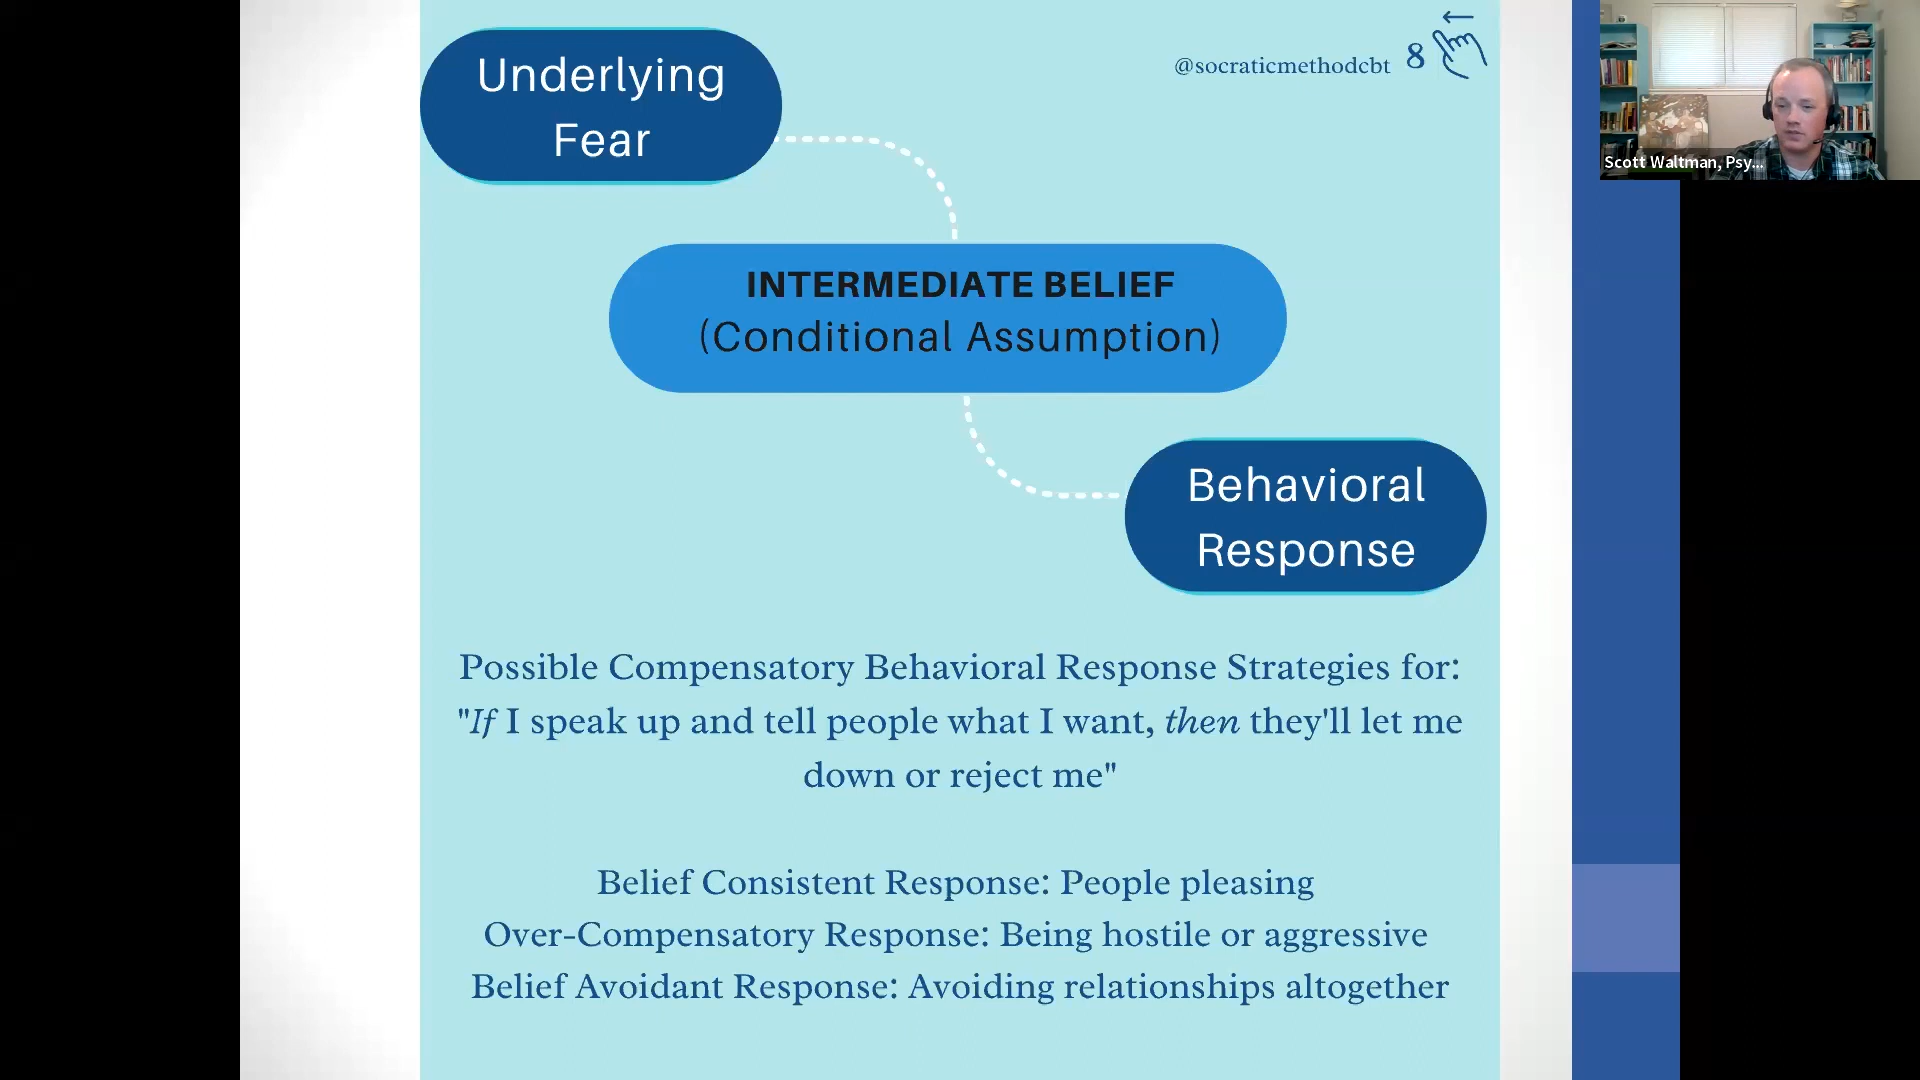 Underlying
Fear
@socraticmethodcbt 8
Scott Waltman, Psy...
INTERMEDIATE BELIEF
(Conditional Assumption)
Behavioral
Response
Possible Compensatory Behavioral Response Strategies for:
"If I speak up and tell people what I want, then they'll let me
down or reject me"
Belief Consistent Response: People pleasing
Over-Compensatory Response: Being hostile or aggressive
Belief Avoidant Response: Avoiding relationships altogether